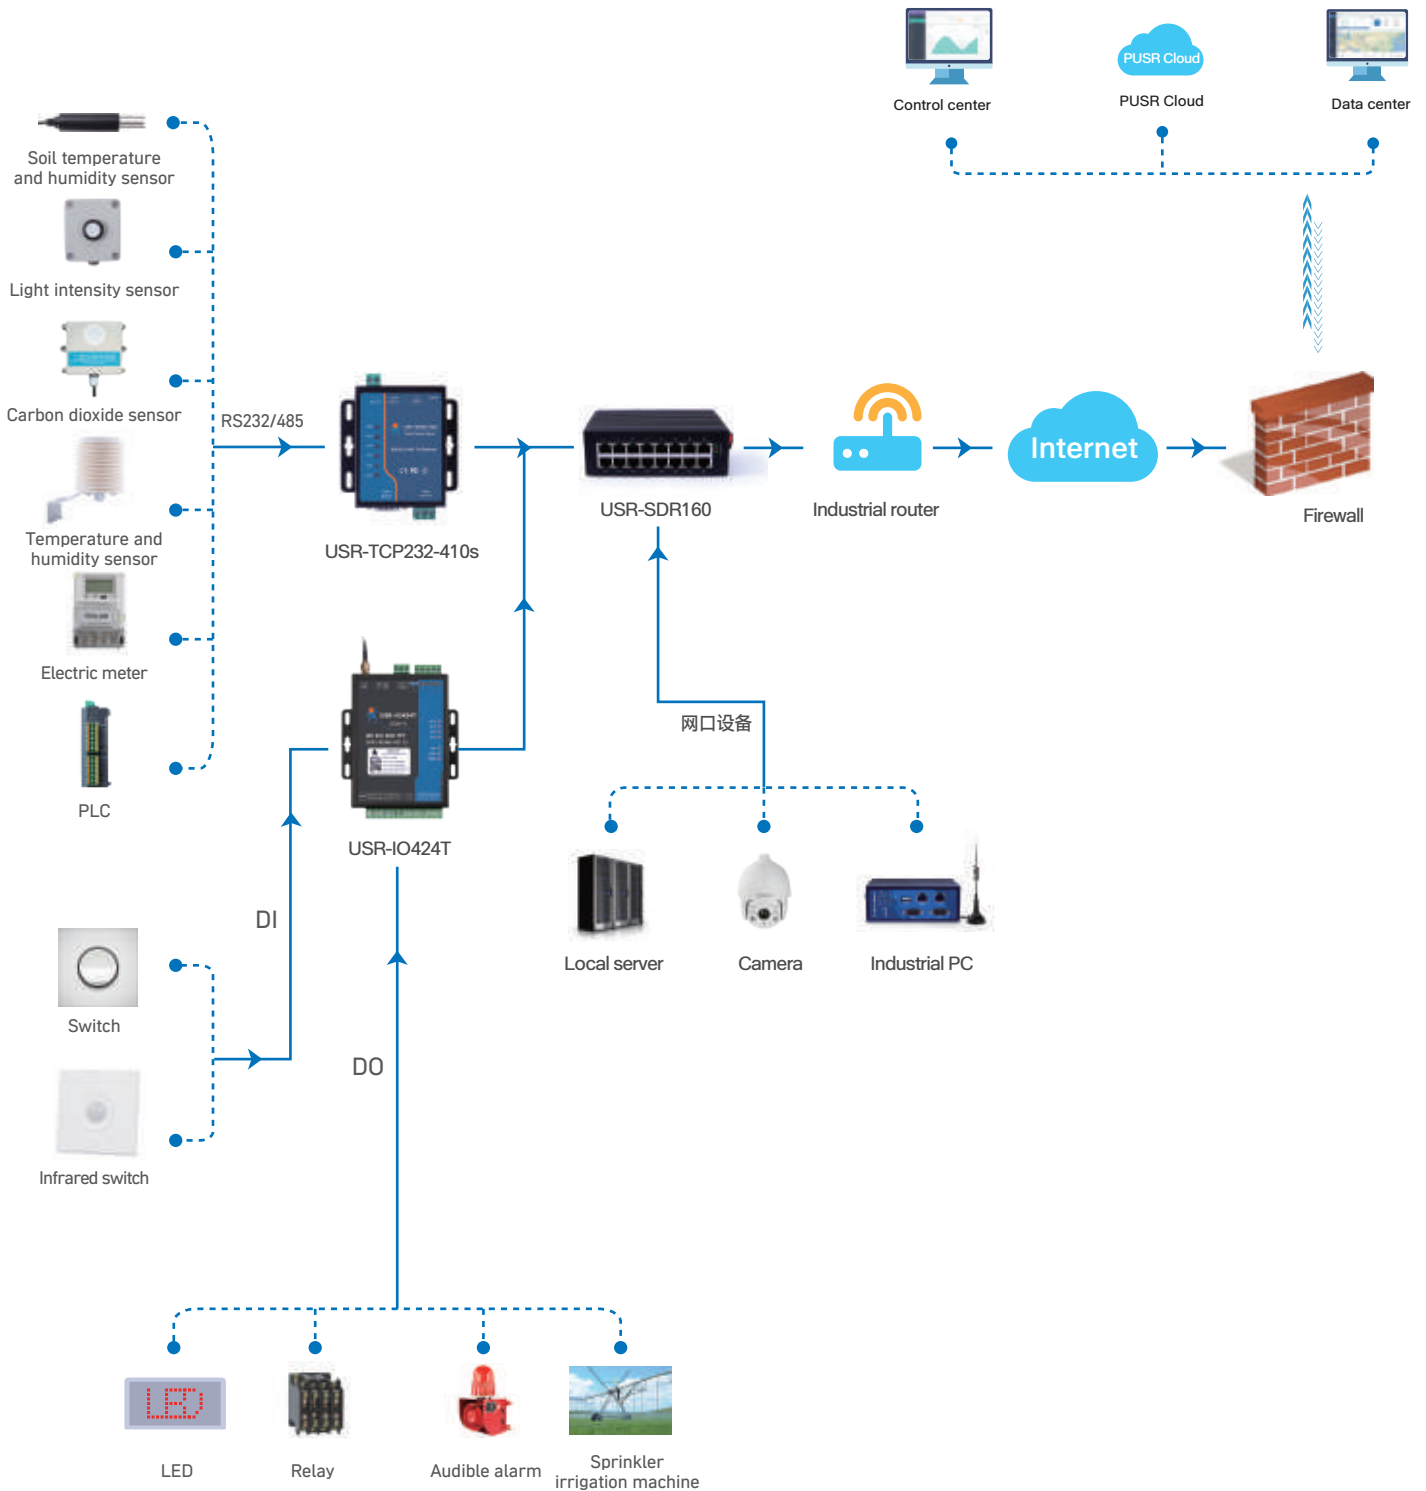 PUSR Cloud
Control center
PUSR Cloud
Data center
Soil temperature
and humidity sensor
Light intensity sensor
Carbon dioxide sensor
RS232/485
Temperature and
humidity sensor
Electric meter
PLC
USR-TCP232-410s
USR-SDR160
Industrial router
Internet
Firewall
USR-IO424T
USR-IO424T
网口设备
DI
DO
Switch
Infrared switch
Local server
Camera
Industrial PC
LED
LED
Relay
Audible alarm
Sprinkler
irrigation machine